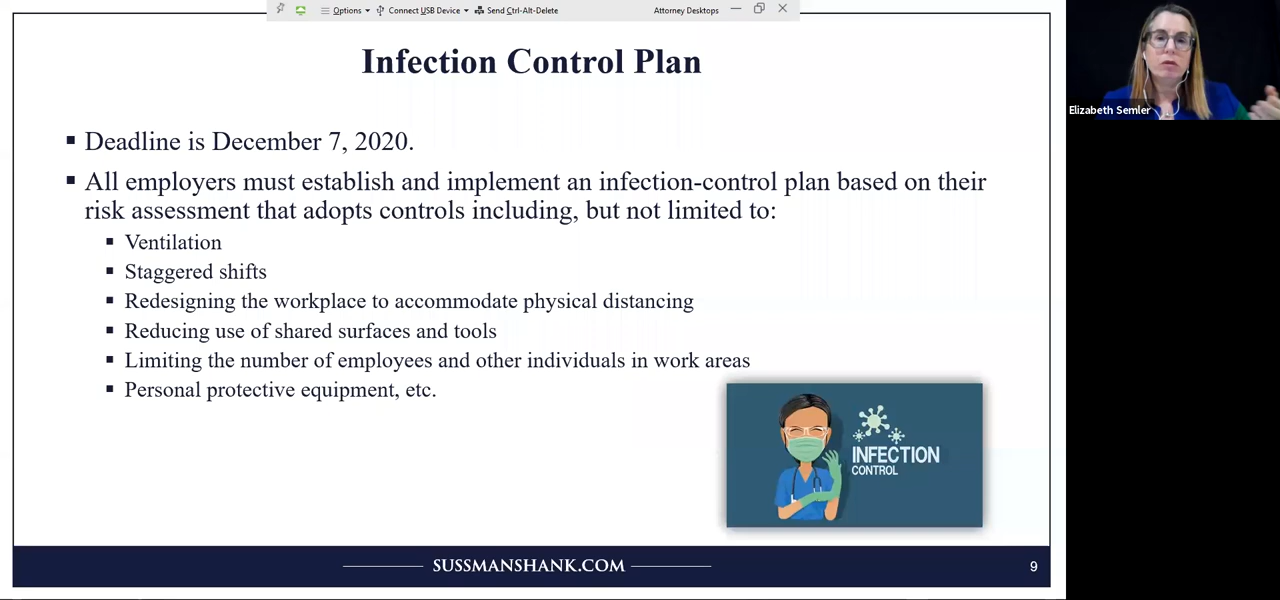 Options
Connect USB Device
Send Ctrl-Alt-Delete
Attorney Desktops
Infection Control Plan
Elizabeth Semler
▪ Deadline is December 7, 2020.
▪ All employers must establish and implement an infection-control plan based on their
risk assessment that adopts controls including, but not limited to:
▪ Ventilation
▪ Staggered shifts
▪ Redesigning the workplace to accommodate physical distancing
▪ Reducing use of shared surfaces and tools
▪ Limiting the number of employees and other individuals in work areas
▪ Personal protective equipment, etc.
INFECTION
CONTROL
SUSSMANSHANK.COM
9